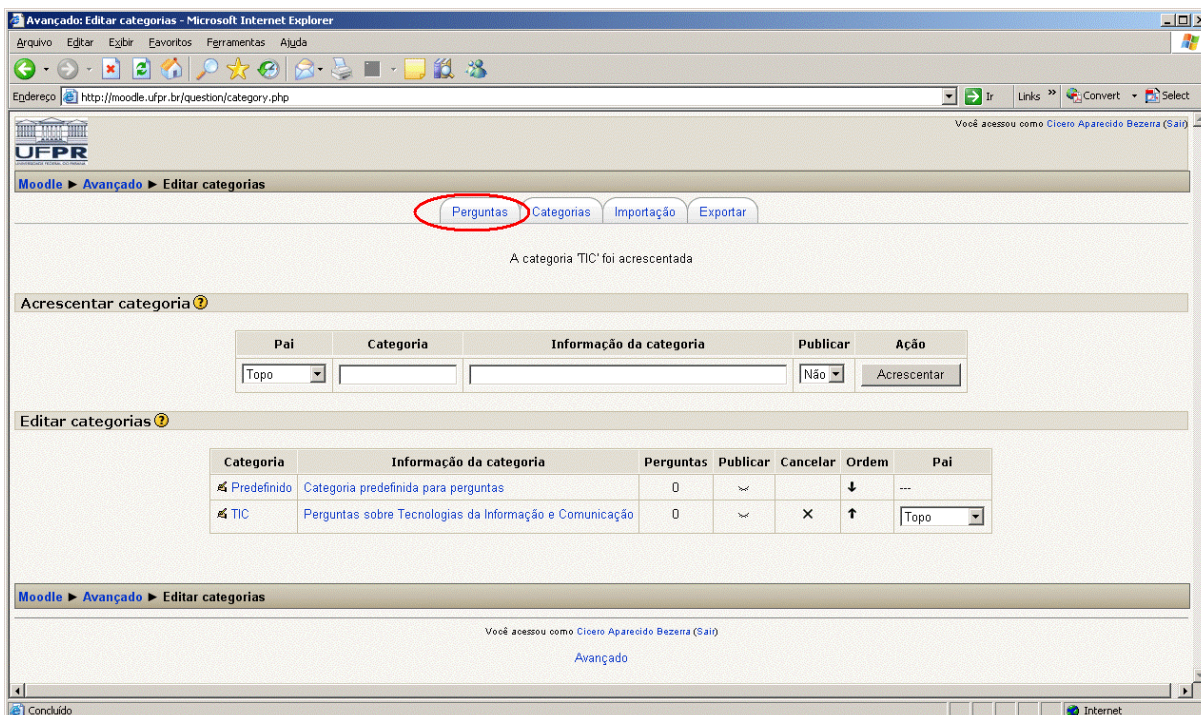 Avançado: Editar categorias - Microsoft Internet Explorer
Arquivo Editar Exibir Favoritos Ferramentas Ajuda
Endereço http://moodle.ufpr.br/question/category.php Ir Links » Convert Select
UFPR
UNIVERSIDADE FEDERAL DO PARANÁ
Você acessou como Cicero Aparecido Bezerra (Sair)
Moodle ► Avançado ► Editar categorias
Perguntas Categorias Importação Exportar
A categoria 'TIC' foi acrescentada
Acrescentar categoria ?
Pai Categoria Informação da categoria Publicar Ação
Topo Não Acrescentar
Editar categorias ?
Categoria Informação da categoria Perguntas Publicar Cancelar Ordem Pai
Predefinido Categoria predefinida para perguntas 0 ---
TIC Perguntas sobre Tecnologias da Informação e Comunicação 0 Topo
Moodle ► Avançado ► Editar categorias
Você acessou como Cicero Aparecido Bezerra (Sair)
Avançado
Concluído Internet